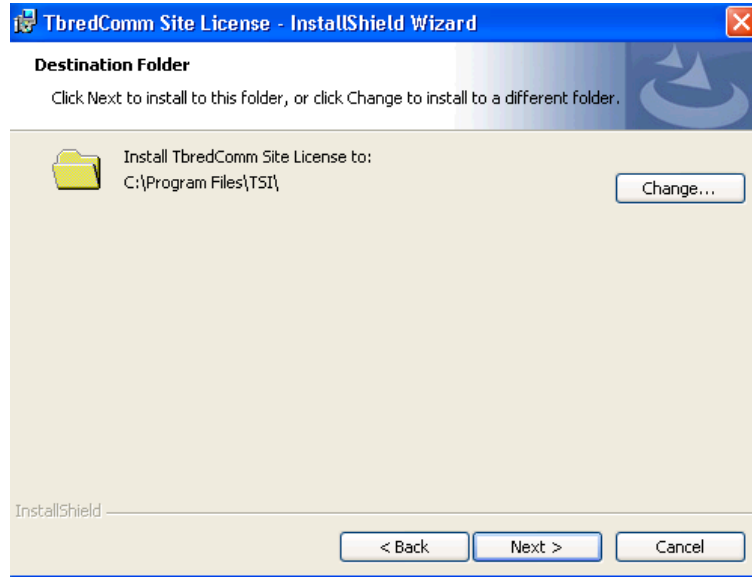 TbredComm Site License - InstallShield Wizard
Destination Folder
Click Next to install to this folder, or click Change to install to a different folder.
Install TbredComm Site License to:
C:\Program Files\TSI\
Change...
InstallShield
< Back
Next >
Cancel